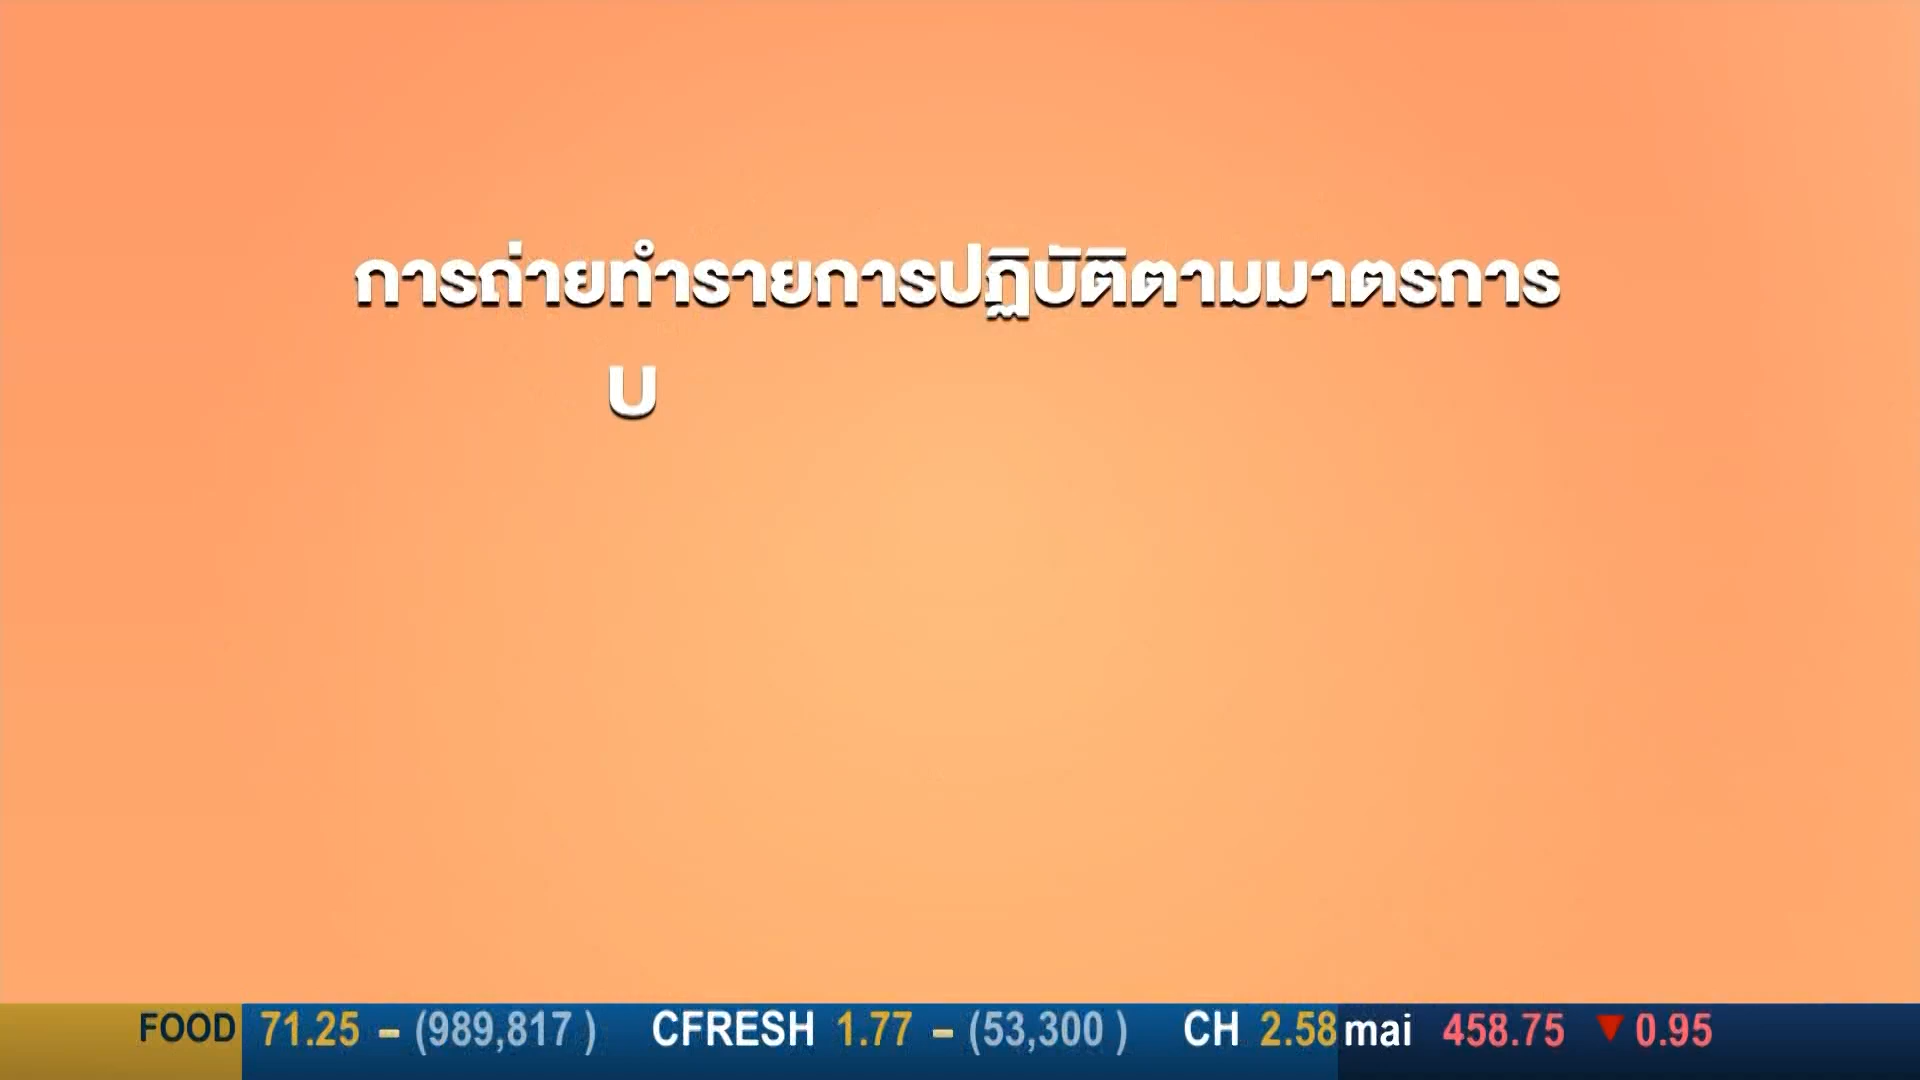 การถ่ายทำรายการปฏิบัติตามมาตรการ
บ
FOOD 71.25 – (989,817 ) CFRESH 1.77 – (53,300 ) CH 2.58 mai 458.75 ▼ 0.95